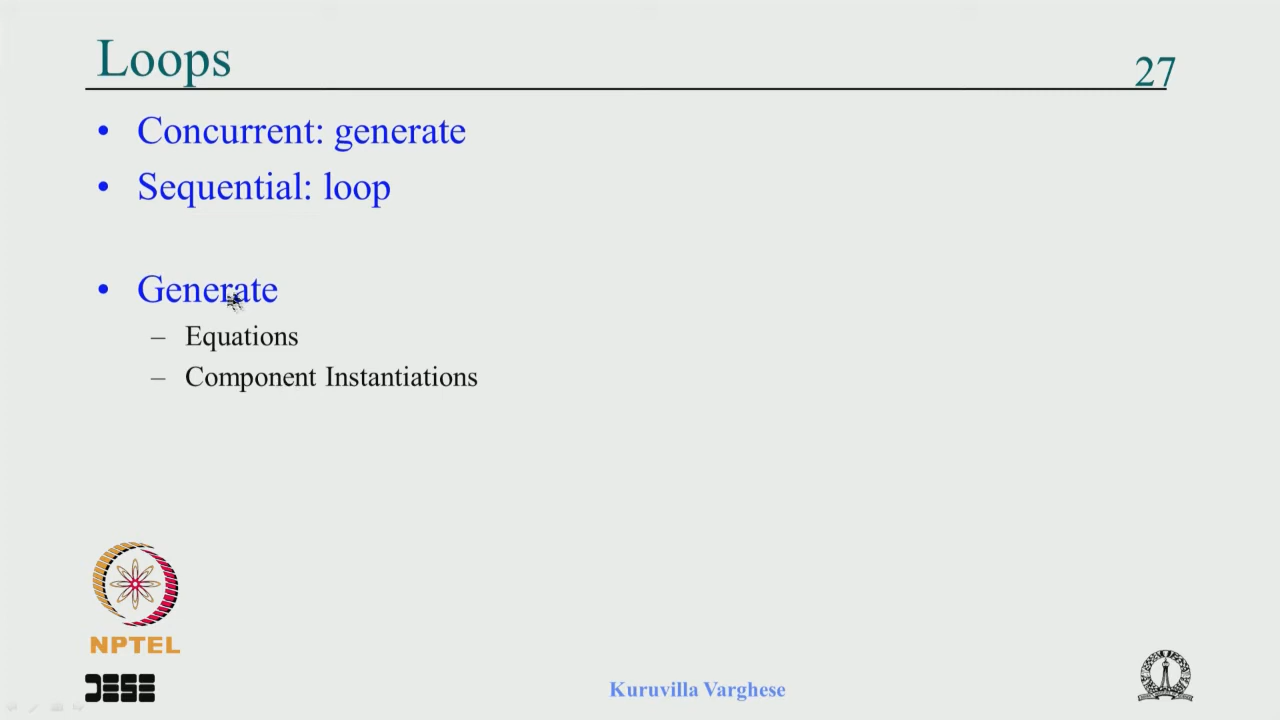 Loops
27
• Concurrent: generate
• Sequential: loop
• Generate
– Equations
– Component Instantiations
NPTEL
Kuruvilla Varghese